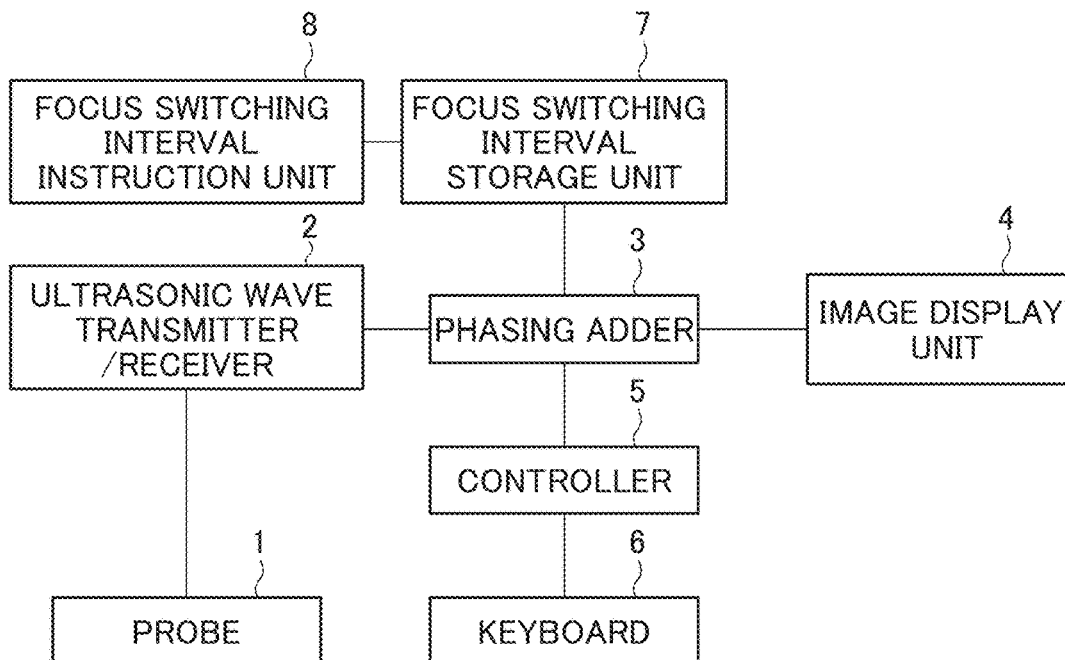 8
FOCUS SWITCHING
INTERVAL
INSTRUCTION UNIT
7
FOCUS SWITCHING
INTERVAL
STORAGE UNIT
2
ULTRASONIC WAVE
TRANSMITTER
/RECEIVER
3
PHASING ADDER
4
IMAGE DISPLAY
UNIT
5
CONTROLLER
1
PROBE
6
KEYBOARD